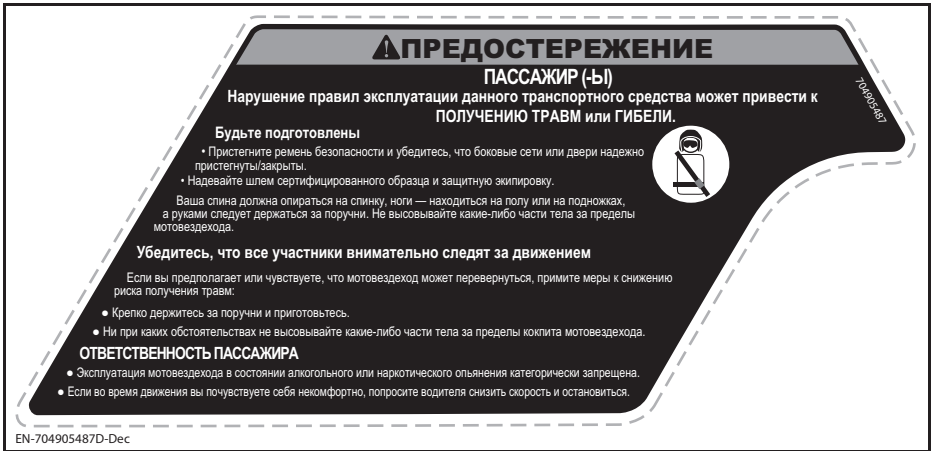 ПРЕДОСТЕРЕЖЕНИЕ
ПАССАЖИР (-Ы)
704905487
Нарушение правил эксплуатации данного транспортного средства может привести к
ПОЛУЧЕНИЮ ТРАВМ или ГИБЕЛИ.
Будьте подготовлены
• Пристегните ремень безопасности и убедитесь, что боковые сети или двери надежно
пристегнуты/закрыты.
• Надевайте шлем сертифицированного образца и защитную экипировку.
Ваша спина должна опираться на спинку, ноги — находиться на полу или на подножках,
а руками следует держаться за поручни. Не высовывайте какие-либо части тела за пределы
мотовездехода.
Убедитесь, что все участники внимательно следят за движением
Если вы предполагает или чувствуете, что мотовездеход может перевернуться, примите меры к снижению
риска получения травм:
● Крепко держитесь за поручни и приготовьтесь.
● Ни при каких обстоятельствах не высовывайте какие-либо части тела за пределы кокпита мотовездехода.
ОТВЕТСТВЕННОСТЬ ПАССАЖИРА
● Эксплуатация мотовездехода в состоянии алкогольного или наркотического опьянения категорически запрещена.
● Если во время движения вы почувствуете себя некомфортно, попросите водителя снизить скорость и остановиться.
EN-704905487D-Dec